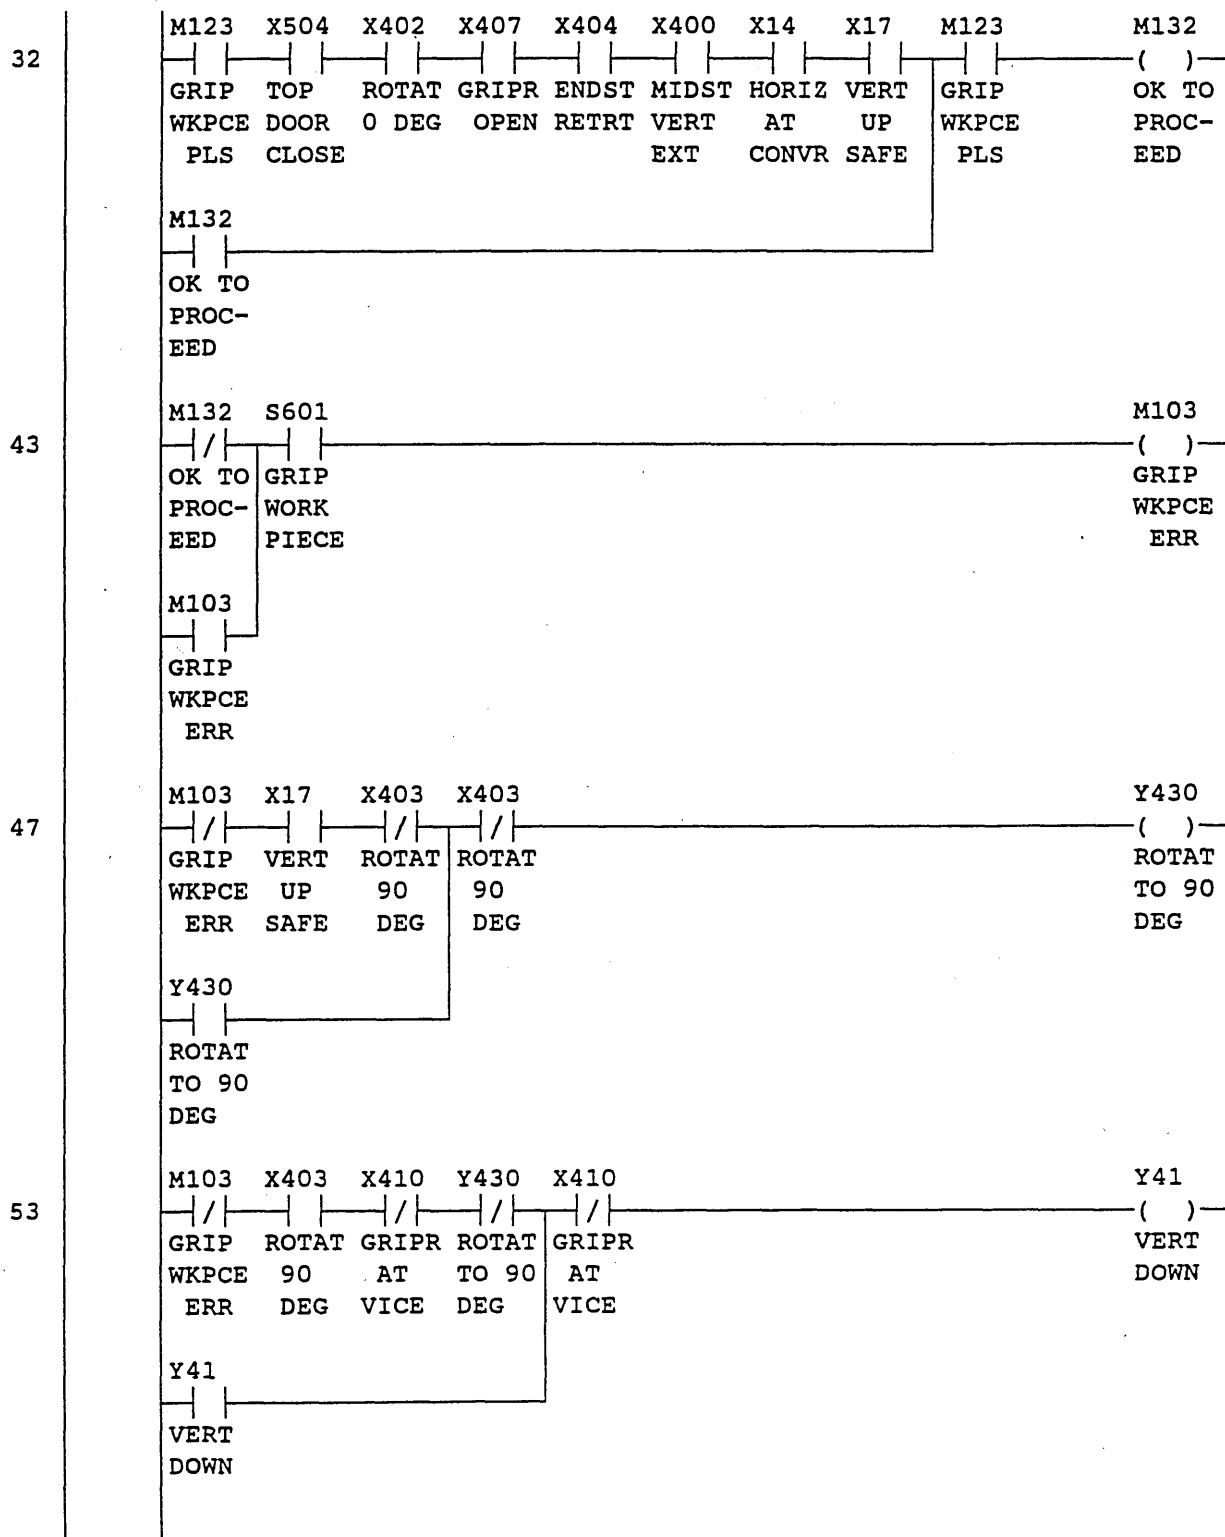 M123 X504 X402 X407 X404 X400 X14 X17 M123 M132
32 ( )
GRIP TOP ROTAT GRIPR ENDST MIDST HORIZ VERT GRIP OK TO
WKPCE DOOR 0 DEG OPEN RETRT VERT AT UP WKPCE PROC-
PLS CLOSE EXT CONVR SAFE PLS EED
M132
OK TO
PROC-
EED
M132 S601 M103
43 / ( )
OK TO GRIP GRIP
PROC- WORK WKPCE
EED PIECE ERR
M103
GRIP
WKPCE
ERR
M103 X17 X403 X403 Y430
47 / / / ( )
GRIP VERT ROTAT ROTAT ROTAT
WKPCE UP 90 90 TO 90
ERR SAFE DEG DEG DEG
Y430
ROTAT
TO 90
DEG
M103 X403 X410 Y430 X410 Y41
53 / / / / ( )
GRIP ROTAT GRIPR ROTAT GRIPR VERT
WKPCE 90 AT TO 90 AT DOWN
ERR DEG VICE DEG VICE
Y41
VERT
DOWN